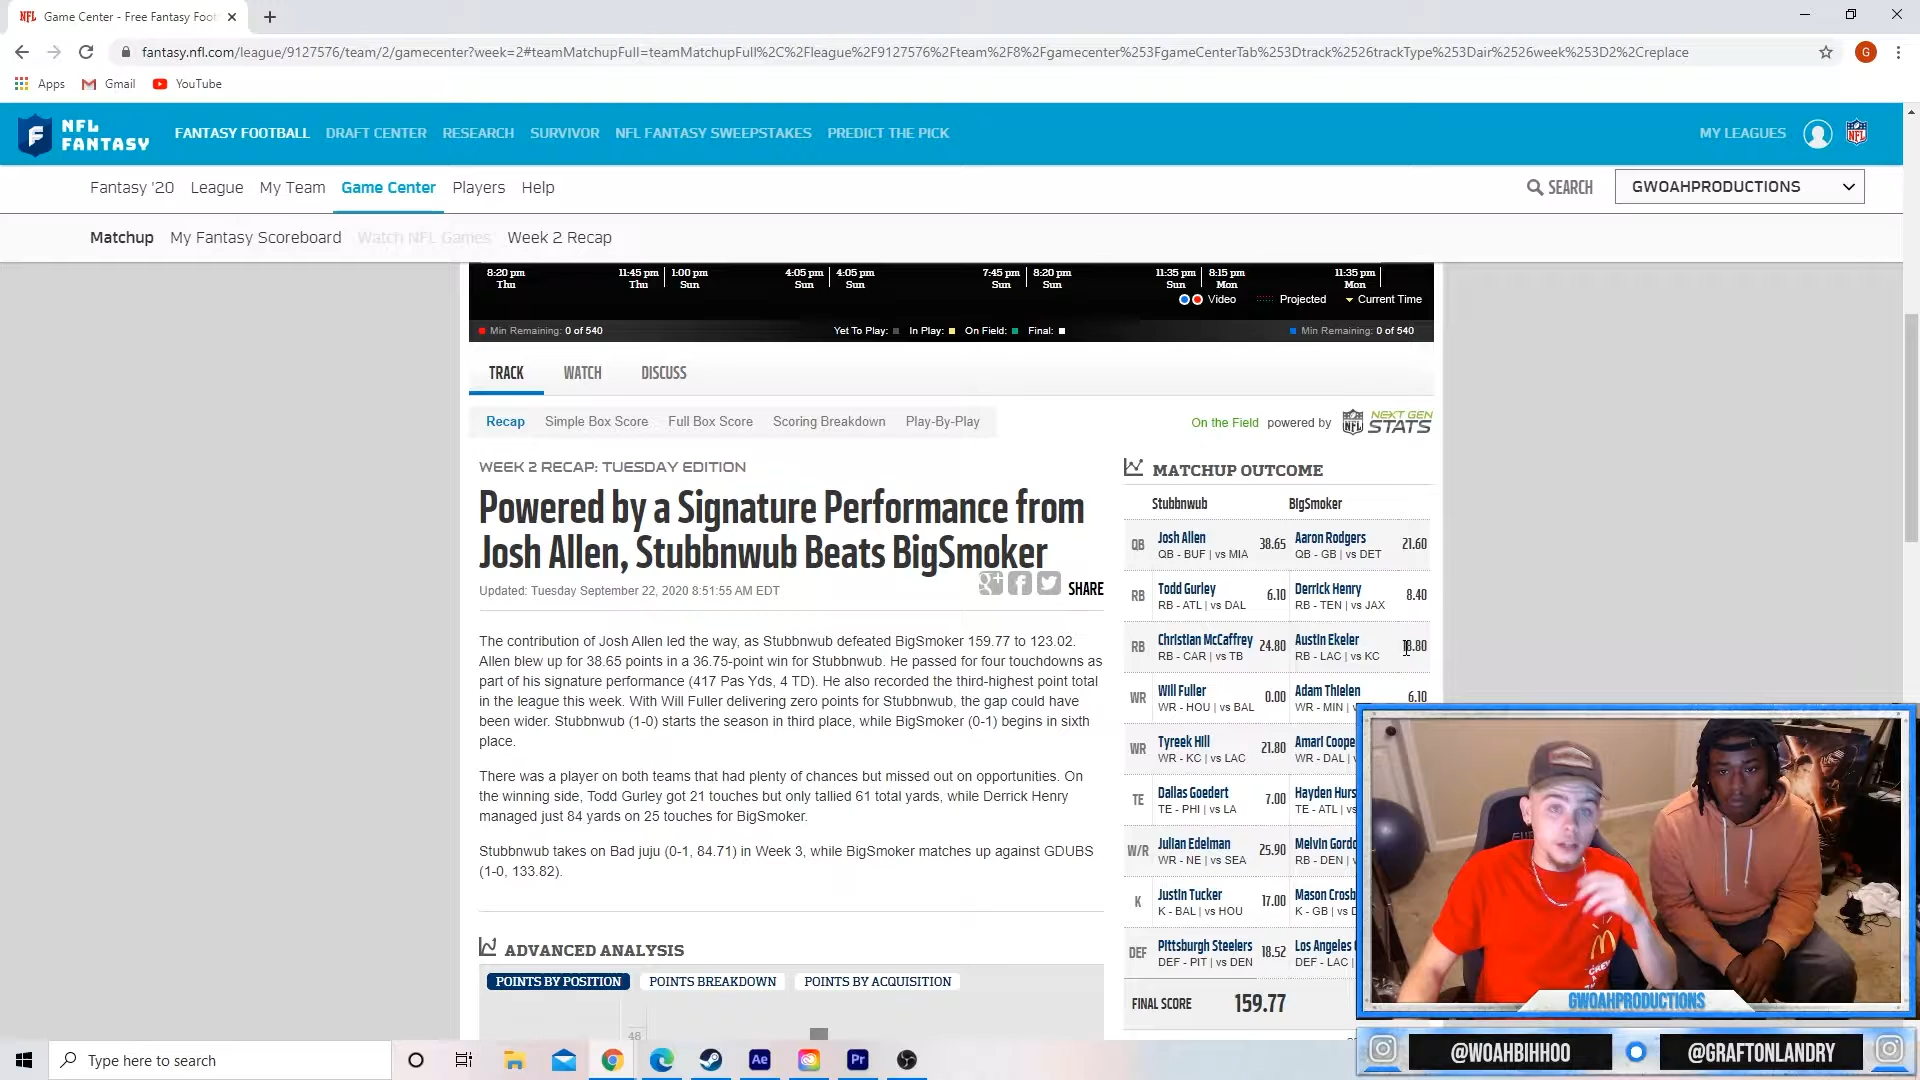 Game Center - Free Fantasy Foot
fantasy.nfl.com/league/9127576/team/2/gamecenter?week=2#teamMatchupFull=teamMatchupFull%2C%2Fleague%2F9127576%2Fteam%2F8%2Fgamecenter%253FgameCenterTab%253Dtrack%2526trackType%253Dair%2526week%253D2%2Creplace
G
Apps Gmail YouTube
NFL FANTASY
FANTASY FOOTBALL DRAFT CENTER RESEARCH SURVIVOR NFL FANTASY SWEEPSTAKES PREDICT THE PICK MY LEAGUES
Fantasy '20 League My Team Game Center Players Help SEARCH GWOAHPRODUCTIONS
Matchup My Fantasy Scoreboard Watch NFL Games Week 2 Recap
8:20 pm Thu 11:45 pm Thu 1:00 pm Sun 4:05 pm Sun 4:05 pm Sun 7:45 pm Sun 8:20 pm Sun 11:35 pm Sun 8:15 pm Mon 11:35 pm Mon
Video Projected Current Time
Min Remaining: 0 of 540 Yet To Play: In Play: On Field: Final: Min Remaining: 0 of 540
TRACK WATCH DISCUSS
Recap Simple Box Score Full Box Score Scoring Breakdown Play-By-Play
On the Field powered by NFL NEXT GEN STATS
WEEK 2 RECAP: TUESDAY EDITION
Powered by a Signature Performance from
Josh Allen, Stubbnwub Beats BigSmoker
Updated: Tuesday September 22, 2020 8:51:55 AM EDT
SHARE
The contribution of Josh Allen led the way, as Stubbnwub defeated BigSmoker 159.77 to 123.02.
Allen blew up for 38.65 points in a 36.75-point win for Stubbnwub. He passed for four touchdowns as
part of his signature performance (417 Pas Yds, 4 TD). He also recorded the third-highest point total
in the league this week. With Will Fuller delivering zero points for Stubbnwub, the gap could have
been wider. Stubbnwub (1-0) starts the season in third place, while BigSmoker (0-1) begins in sixth
place.
There was a player on both teams that had plenty of chances but missed out on opportunities. On
the winning side, Todd Gurley got 21 touches but only tallied 61 total yards, while Derrick Henry
managed just 84 yards on 25 touches for BigSmoker.
Stubbnwub takes on Bad juju (0-1, 84.71) in Week 3, while BigSmoker matches up against GDUBS
(1-0, 133.82).
ADVANCED ANALYSIS
POINTS BY POSITION POINTS BREAKDOWN POINTS BY ACQUISITION
48
MATCHUP OUTCOME
Stubbnwub BigSmoker
QB Josh Allen 38.65 Aaron Rodgers 21.60
QB - BUF | vs MIA QB - GB | vs DET
RB Todd Gurley 6.10 Derrick Henry 8.40
RB - ATL | vs DAL RB - TEN | vs JAX
RB Christian McCaffrey 24.80 Austin Ekeler
RB - CAR | vs TB RB - LAC | vs KC
WR Will Fuller 0.00 Adam Thielen 6.10
WR - HOU | vs BAL WR - MIN | v
WR Tyreek Hill 21.80 Amari Coope
WR - KC | vs LAC WR - DAL |
TE Dallas Goedert 7.00 Hayden Hurs
TE - PHI | vs LA TE - ATL | v
W/R Julian Edelman 25.90 Melvin Gord
WR - NE | vs SEA RB - DEN |
K Justin Tucker 17.00 Mason Crosb
K - BAL | vs HOU K - GB | vs D
DEF Pittsburgh Steelers 18.52 Los Angeles
DEF - PIT | vs DEN DEF - LAC |
FINAL SCORE 159.77
GWOAHPRODUCTIONS
@WOAHBIHHOO @GRAFTONLANDRY
Type here to search
Ae Pr